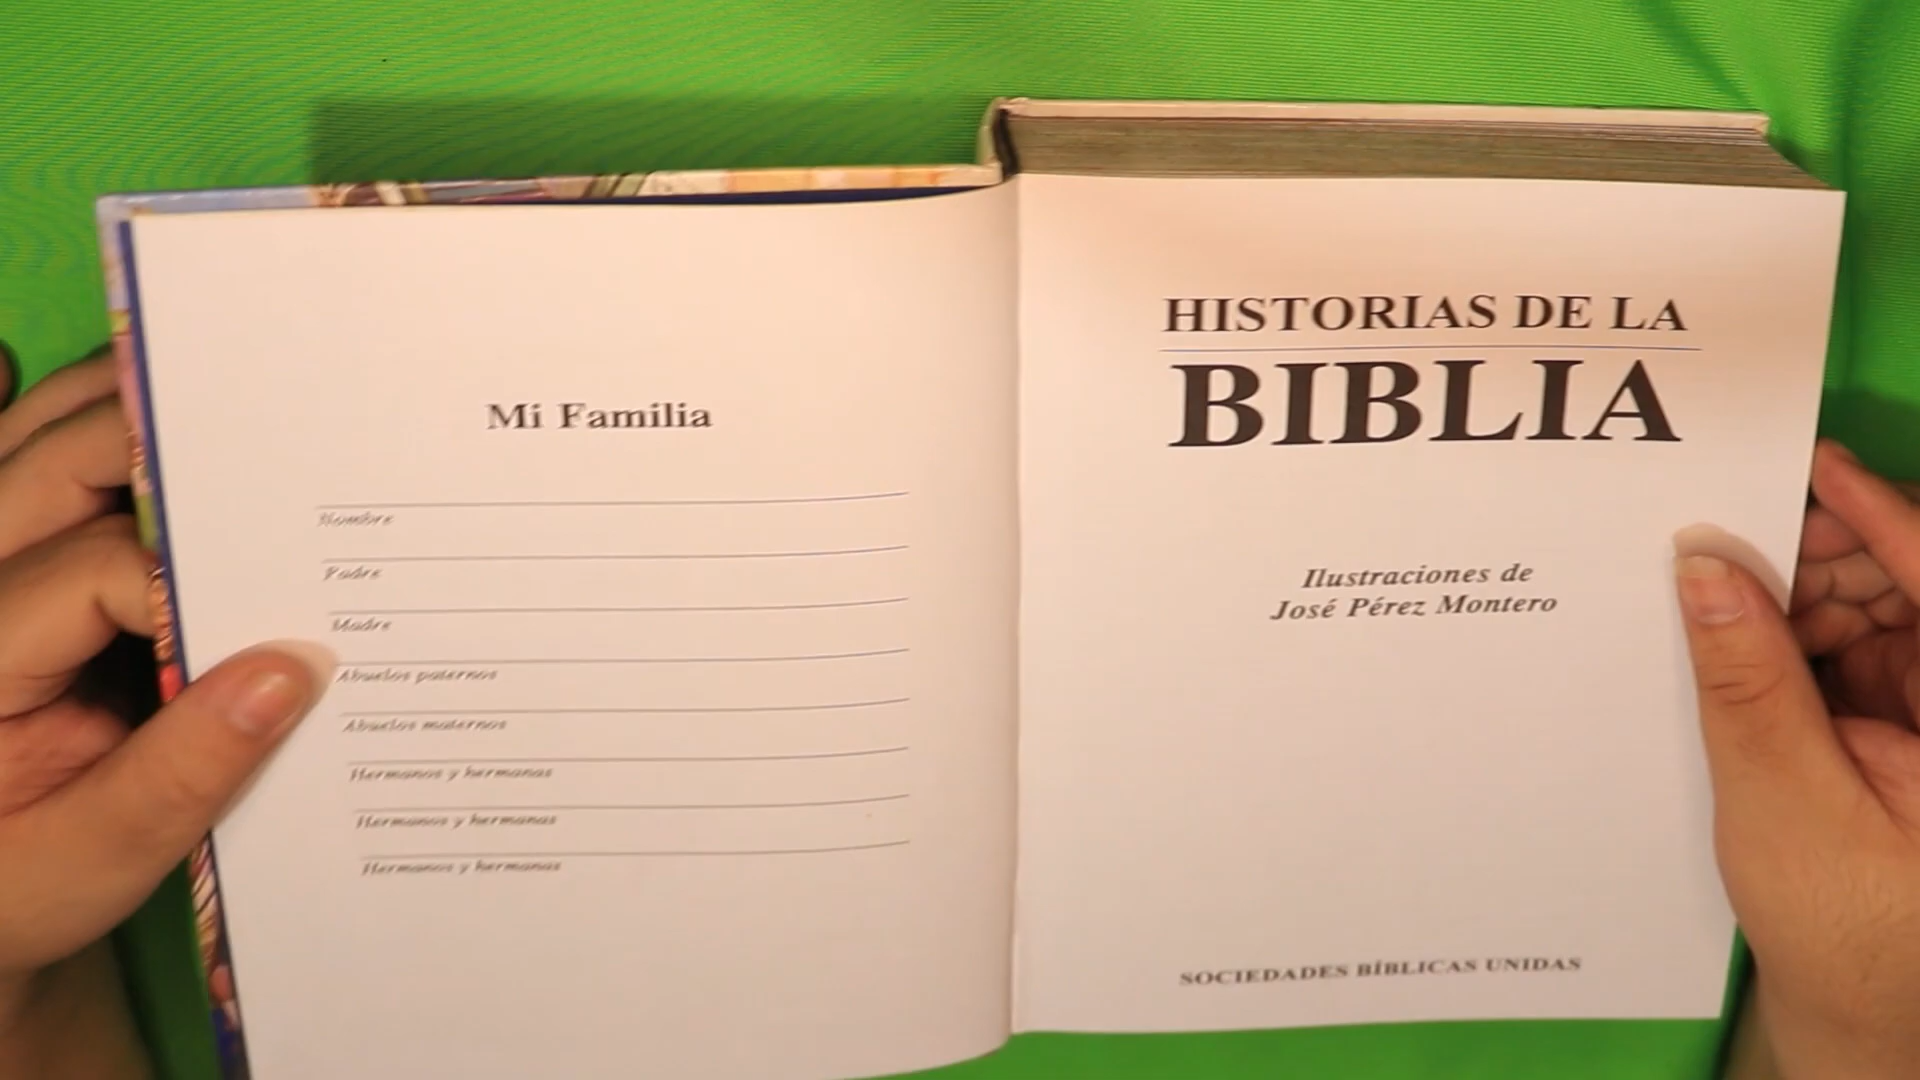 Mi Familia
Nombre
Padre
Madre
Abuelos paternos
Abuelos maternos
Hermanos y hermanas
Hermanos y hermanas
Hermanos y hermanas
HISTORIAS DE LA
BIBLIA
Ilustraciones de
José Pérez Montero
SOCIEDADES BÍBLICAS UNIDAS